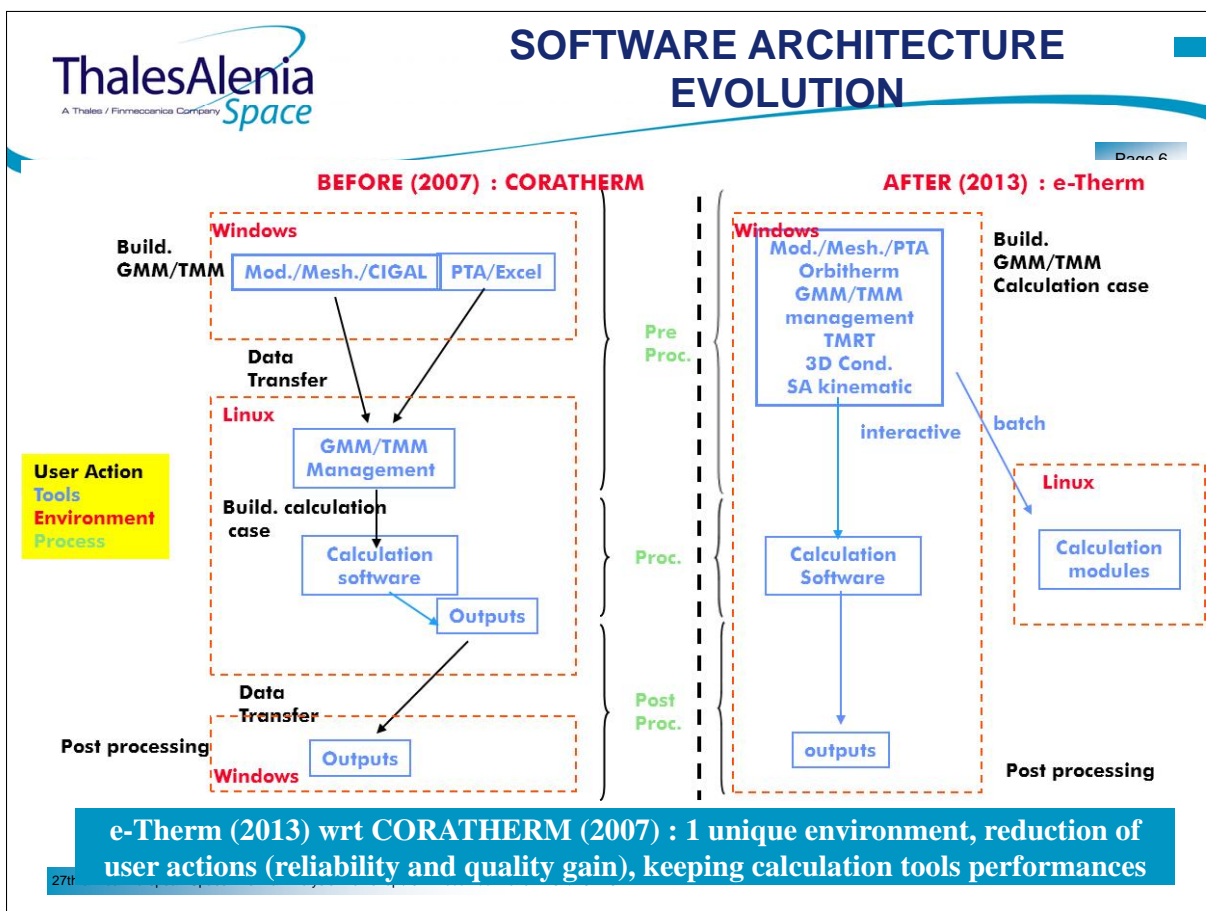 ThalesAlenia
A Thales / Finmeccanica Company
Space
SOFTWARE ARCHITECTURE
EVOLUTION
Page 6
BEFORE (2007) : CORATHERM
AFTER (2013) : e-Therm
Build.
GMM/TMM
Windows
Mod./Mesh./CIGAL
PTA/Excel
Data
Transfer
Linux
GMM/TMM
Management
Build. calculation
case
Calculation
software
Outputs
Data
Transfer
Post processing
Outputs
Windows
User Action
Tools
Environment
Process
Pre
Proc.
Proc.
Post
Proc.
Windows
Mod./Mesh./PTA
Orbitherm
GMM/TMM
management
TMRT
3D Cond.
SA kinematic
Build.
GMM/TMM
Calculation case
interactive
batch
Linux
Calculation
Software
Calculation
modules
outputs
Post processing
e-Therm (2013) wrt CORATHERM (2007) : 1 unique environment, reduction of
user actions (reliability and quality gain), keeping calculation tools performances
27th